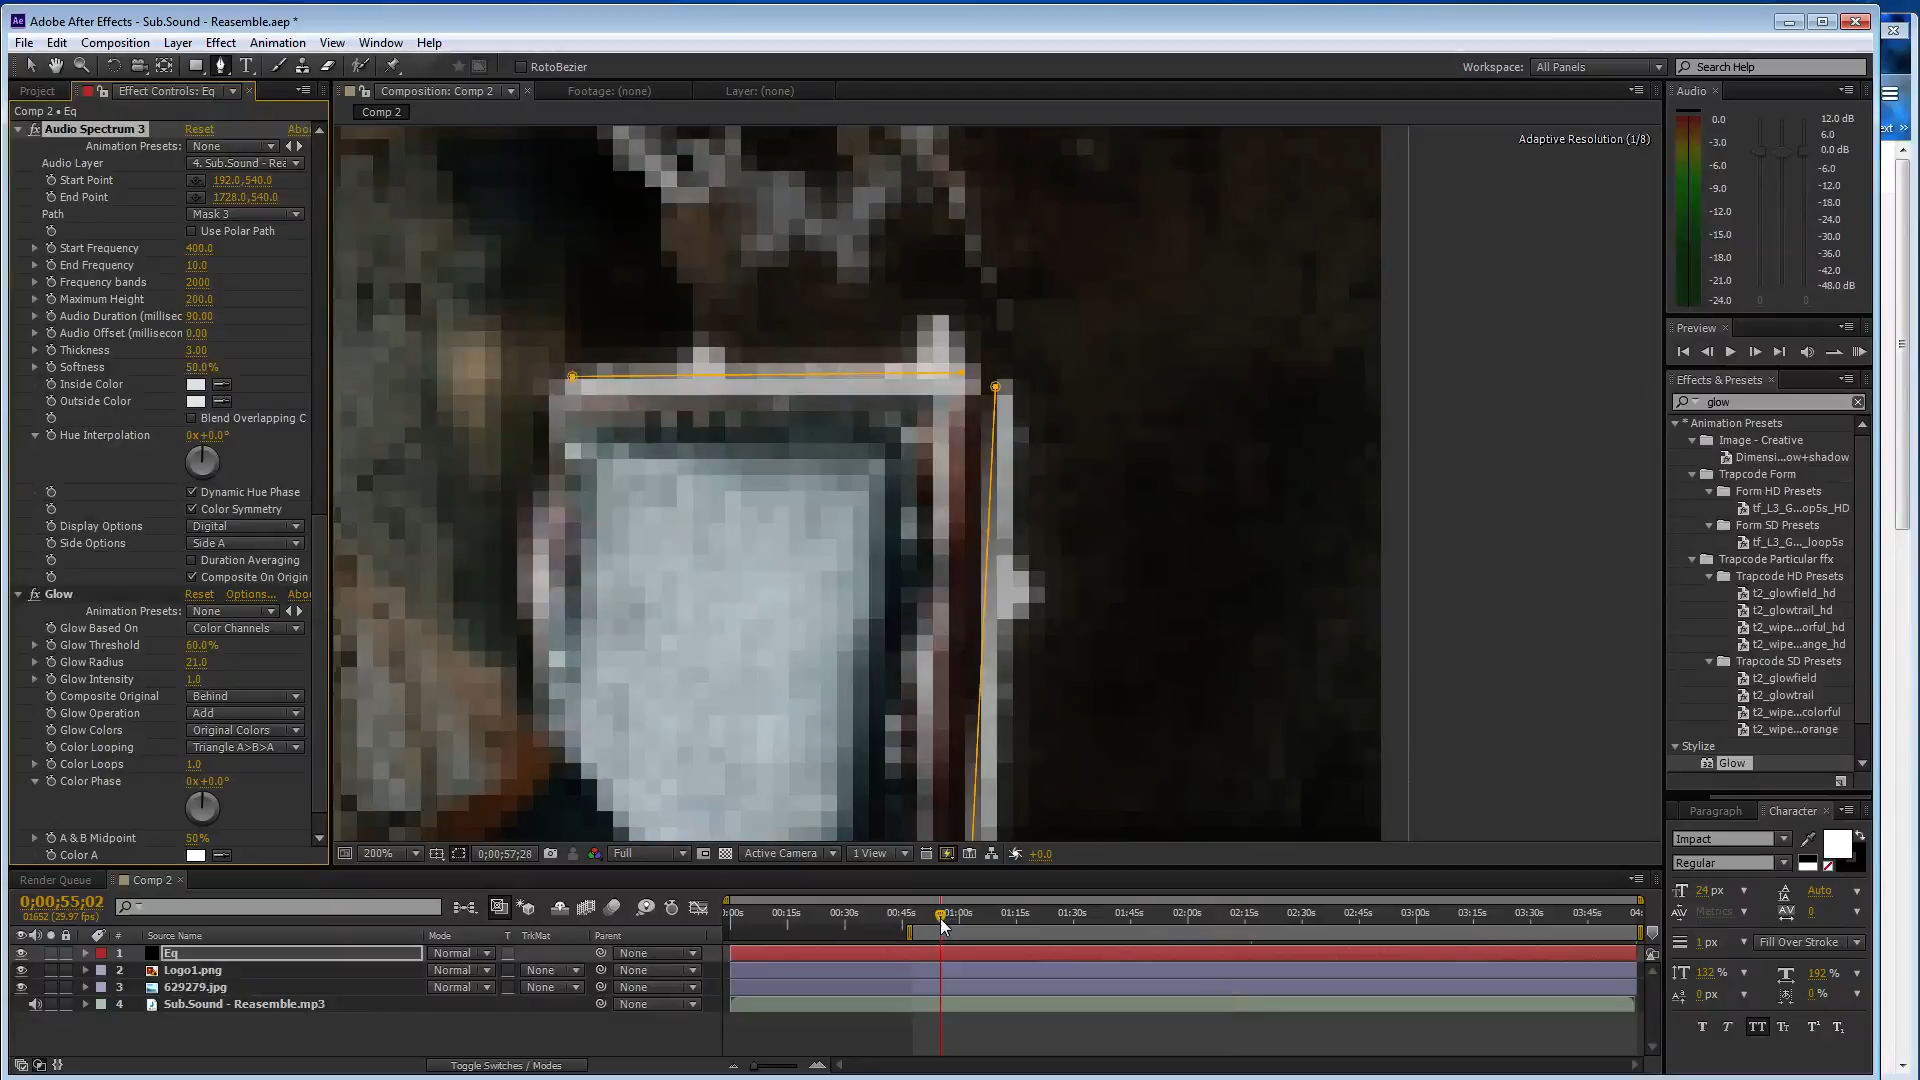 Adobe After Effects - Sub.Sound - Reasemble.aep *
File Edit Composition Layer Effect Animation View Window Help
RotoBezier
Workspace: All Panels
Search Help
Project
Effect Controls: Eq
Comp 2 • Eq
Audio Spectrum 3 Reset Abo
Animation Presets: None
Audio Layer 4. Sub.Sound - Rea
Start Point 192.0,540.0
End Point 1728.0,540.0
Path Mask 3
Use Polar Path
Start Frequency 400.0
End Frequency 10.0
Frequency bands 2000
Maximum Height 200.0
Audio Duration (millisec 90.00
Audio Offset (millisecon 0.00
Thickness 3.00
Softness 50.0%
Inside Color
Outside Color
Blend Overlapping C
Hue Interpolation 0x+0.0°
Dynamic Hue Phase
Color Symmetry
Display Options Digital
Side Options Side A
Duration Averaging
Composite On Origin
Glow Reset Options... Abo
Animation Presets: None
Glow Based On Color Channels
Glow Threshold 60.0%
Glow Radius 21.0
Glow Intensity 1.0
Composite Original Behind
Glow Operation Add
Glow Colors Original Colors
Color Looping Triangle A>B>A
Color Loops 1.0
Color Phase 0x+0.0°
A & B Midpoint 50%
Color A
Composition: Comp 2
Footage: (none)
Layer: (none)
Comp 2
Adaptive Resolution (1/8)
200%
0;00;57;28
Full
Active Camera
1 View
+0.0
Audio
0.0
-3.0
-6.0
-9.0
-12.0
-15.0
-18.0
-21.0
-24.0
12.0 dB
6.0
0.0 dB
-6.0
-12.0
-18.0
-24.0
-30.0
-36.0
-42.0
-48.0 dB
0 0
Preview
Effects & Presets
glow
* Animation Presets
Image - Creative
Dimensi...ow+shadow
Trapcode Form
Form HD Presets
tf_L3_G...op5s_HD
Form SD Presets
tf_L3_G..._loop5s
Trapcode Particular ffx
Trapcode HD Presets
t2_glowfield_hd
t2_glowtrail_hd
t2_wipe...orful_hd
t2_wipe...ange_hd
Trapcode SD Presets
t2_glowfield
t2_glowtrail
t2_wipe...colorful
t2_wipe...orange
Stylize
Glow
Paragraph
Character
Impact
Regular
24 px Auto
Metrics 0
1 px Fill Over Stroke
132 % 192 %
0 px 0 %
T T TT Tt T¹ T₁
ext »
Render Queue
Comp 2
0;00;55;02
01652 (29.97 fps)
:00s 00:15s 00:30s 00:45s 01:00s 01:15s 01:30s 01:45s 02:00s 02:15s 02:30s 02:45s 03:00s 03:15s 03:30s 03:45s 04:
# Source Name Mode T TrkMat Parent
1 Eq Normal None
2 Logo1.png Normal None None
3 629279.jpg Normal None None
4 Sub.Sound - Reasemble.mp3 None
Toggle Switches / Modes